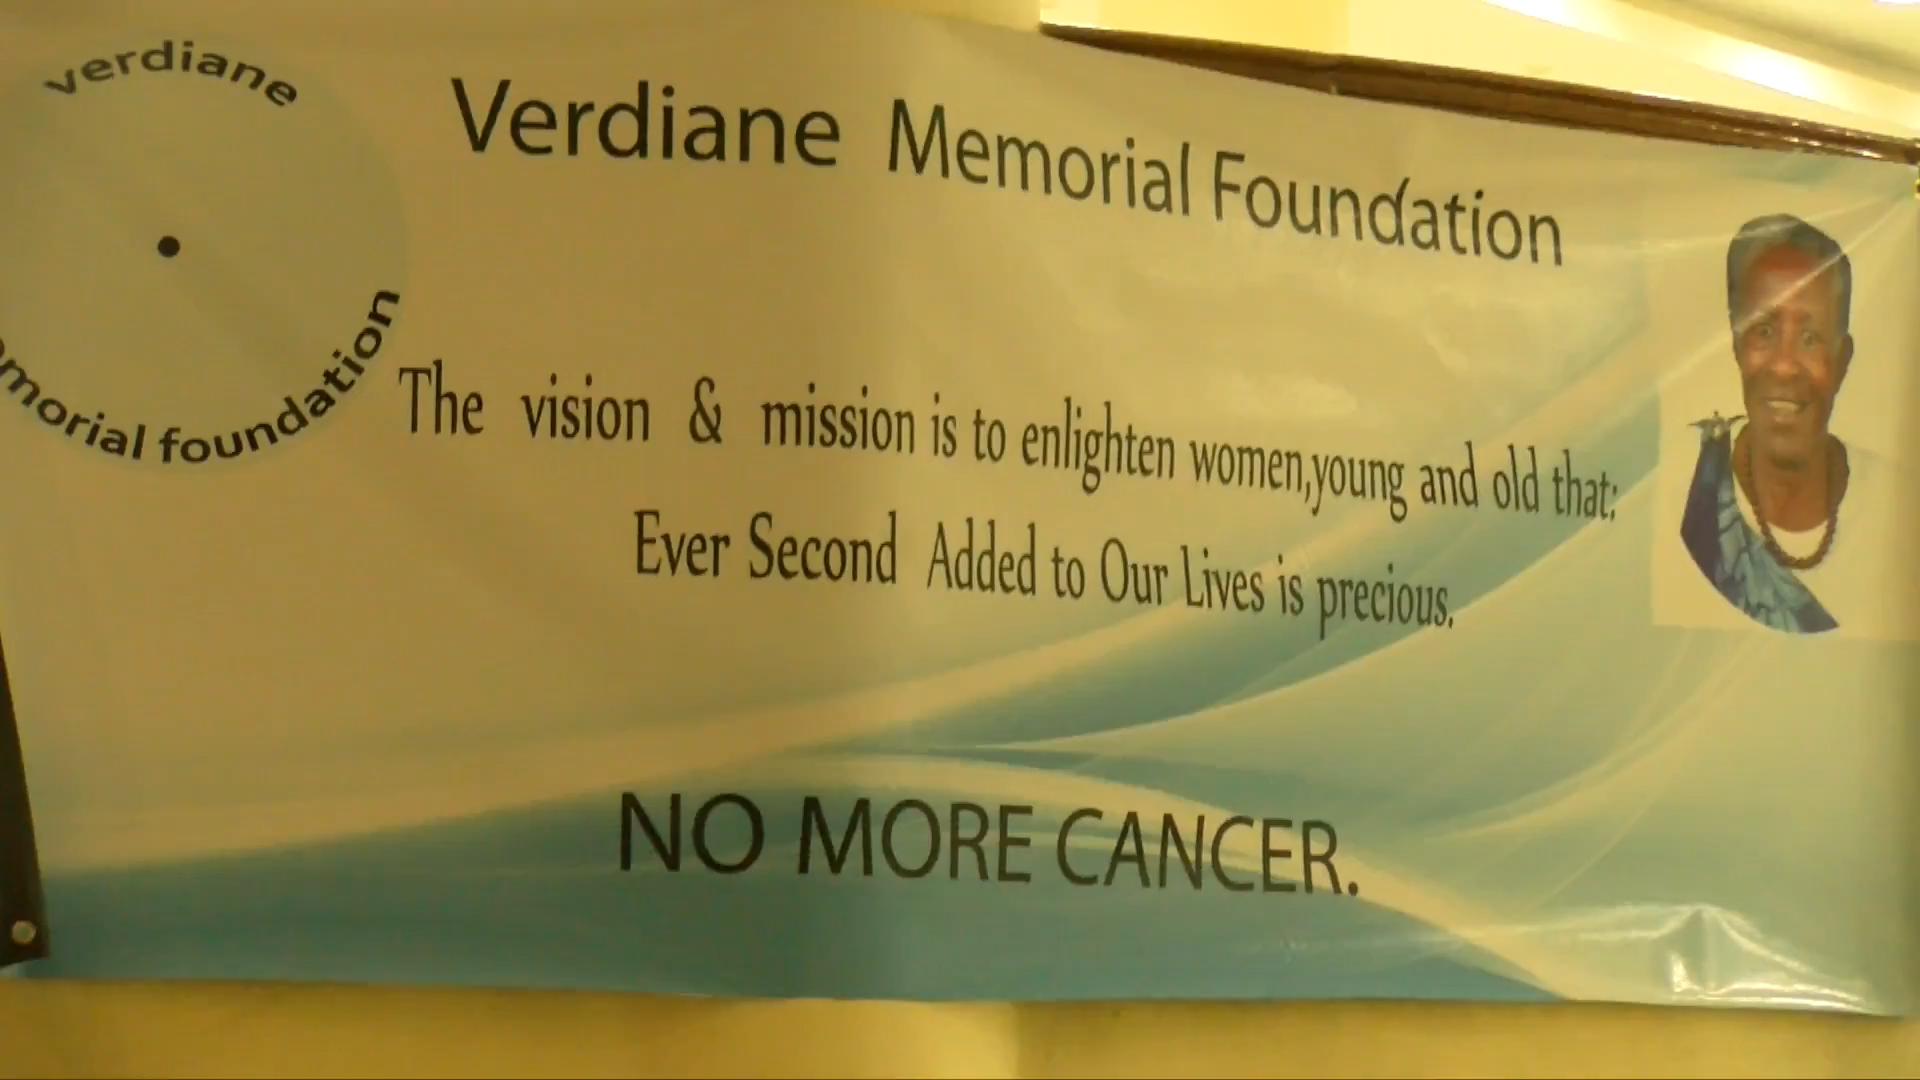 verdiane
morial foundation
Verdiane Memorial Foundation
The vision & mission is to enlighten women,young and old that:
Ever Second Added to Our Lives is precious.
NO MORE CANCER.